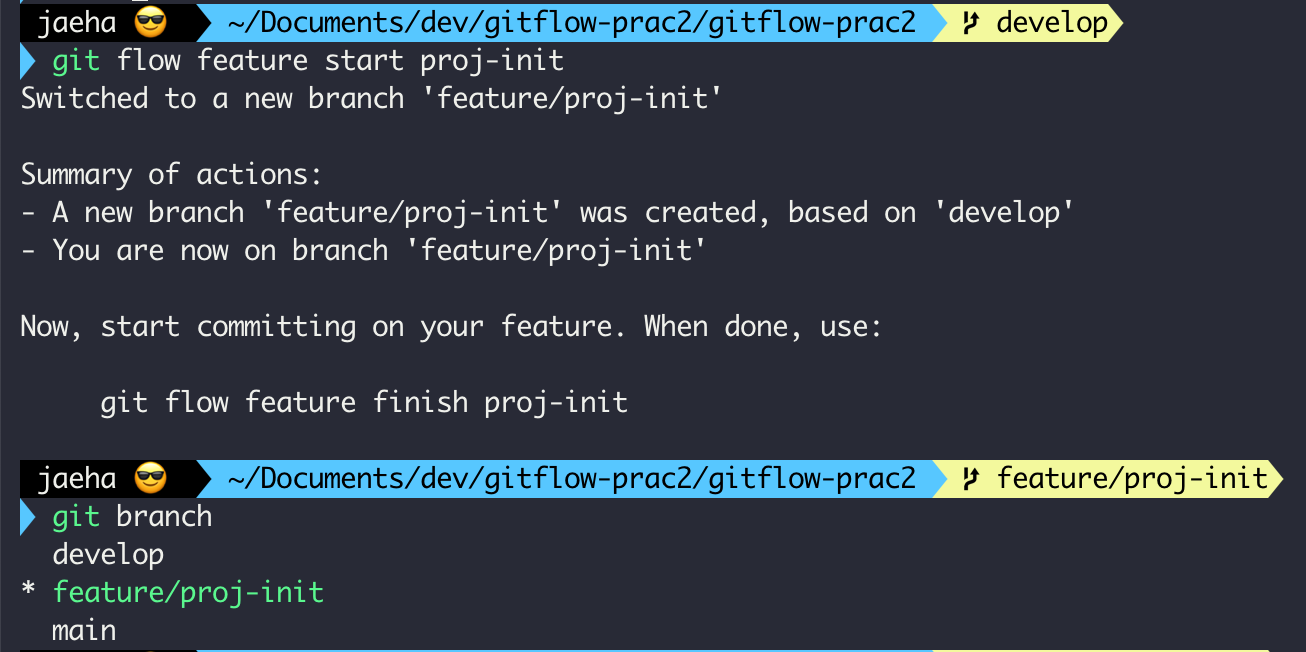 jaeha 😎 ~/Documents/dev/gitflow-prac2/gitflow-prac2 develop
git flow feature start proj-init
Switched to a new branch 'feature/proj-init'
Summary of actions:
- A new branch 'feature/proj-init' was created, based on 'develop'
- You are now on branch 'feature/proj-init'
Now, start committing on your feature. When done, use:
git flow feature finish proj-init
jaeha 😎 ~/Documents/dev/gitflow-prac2/gitflow-prac2 feature/proj-init
git branch
develop
* feature/proj-init
main